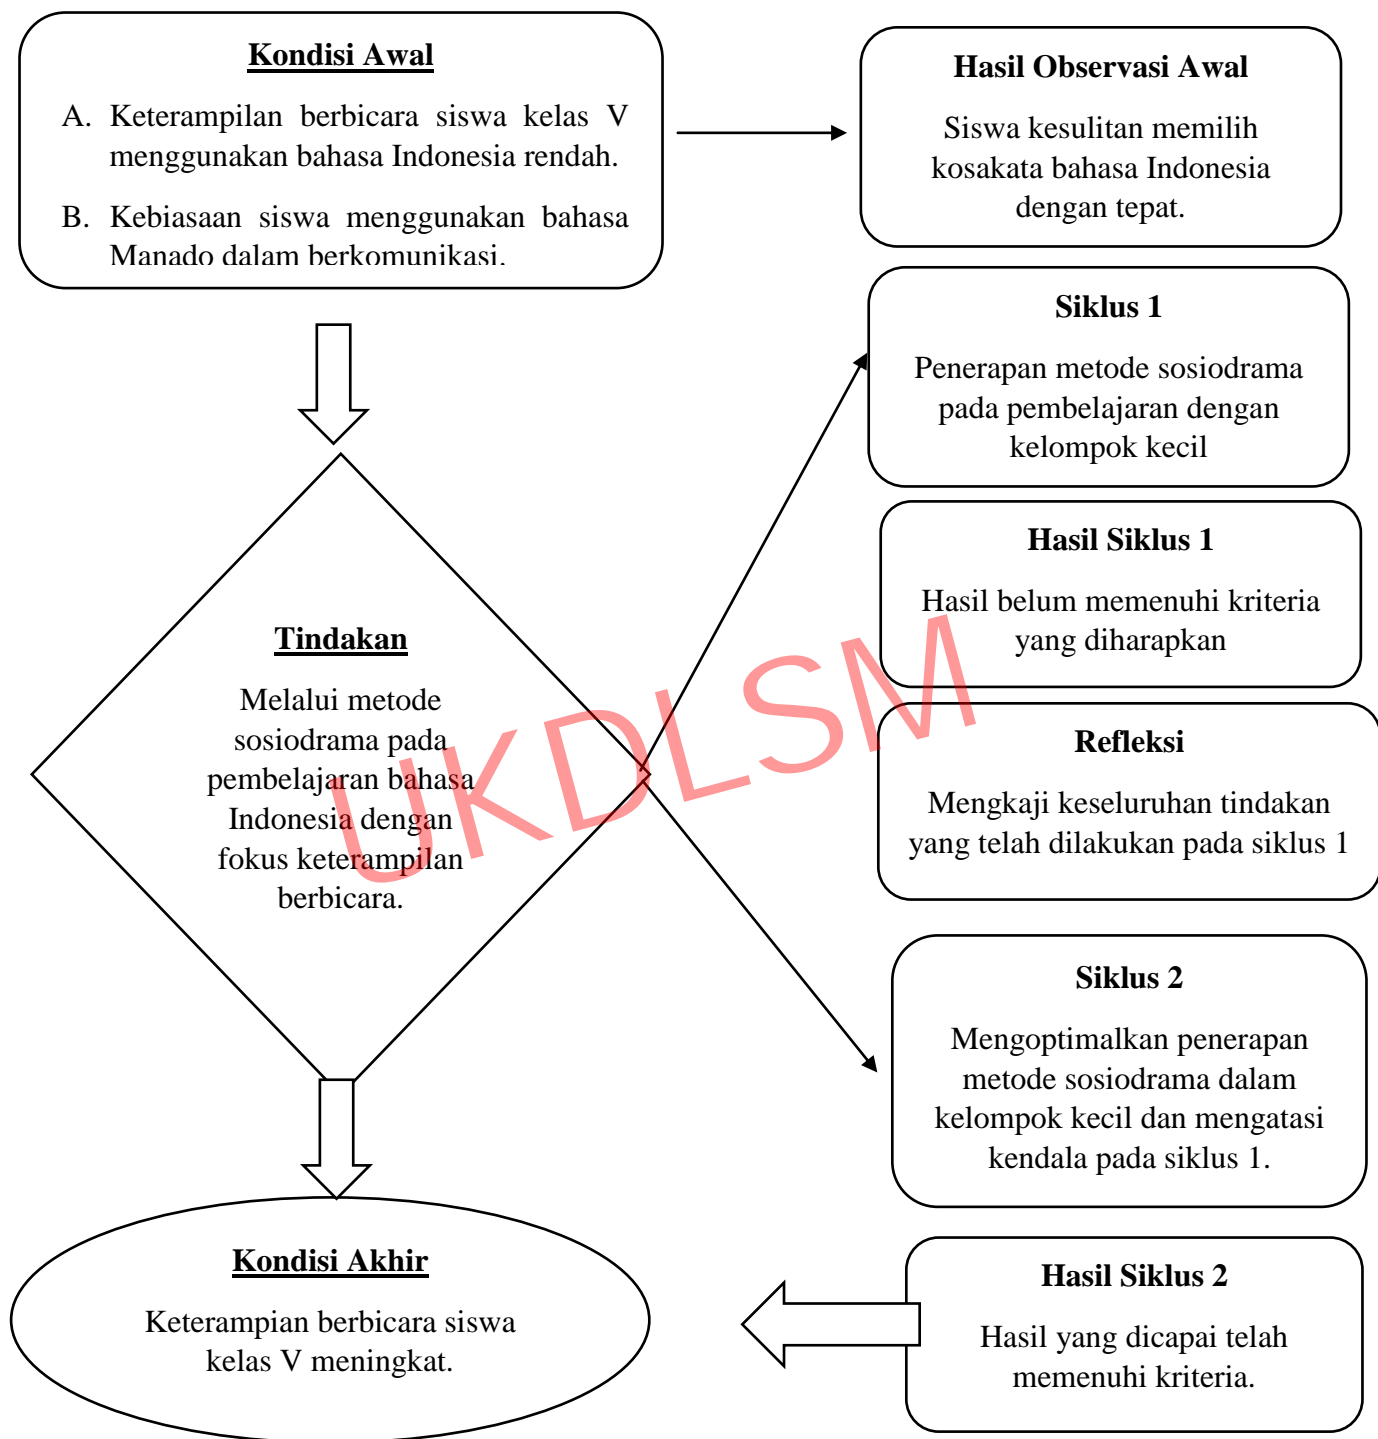 Kondisi Awal
A. Keterampilan berbicara siswa kelas V
menggunakan bahasa Indonesia rendah.
B. Kebiasaan siswa menggunakan bahasa
Manado dalam berkomunikasi.
Hasil Observasi Awal
Siswa kesulitan memilih
kosakata bahasa Indonesia
dengan tepat.
Siklus 1
Penerapan metode sosiodrama
pada pembelajaran dengan
kelompok kecil
Hasil Siklus 1
Hasil belum memenuhi kriteria
yang diharapkan
Tindakan
Melalui metode
sosiodrama pada
pembelajaran bahasa
Indonesia dengan
fokus keterampilan
berbicara.
Refleksi
Mengkaji keseluruhan tindakan
yang telah dilakukan pada siklus 1
UKDLSM
Siklus 2
Mengoptimalkan penerapan
metode sosiodrama dalam
kelompok kecil dan mengatasi
kendala pada siklus 1.
Kondisi Akhir
Keterampian berbicara siswa
kelas V meningkat.
Hasil Siklus 2
Hasil yang dicapai telah
memenuhi kriteria.